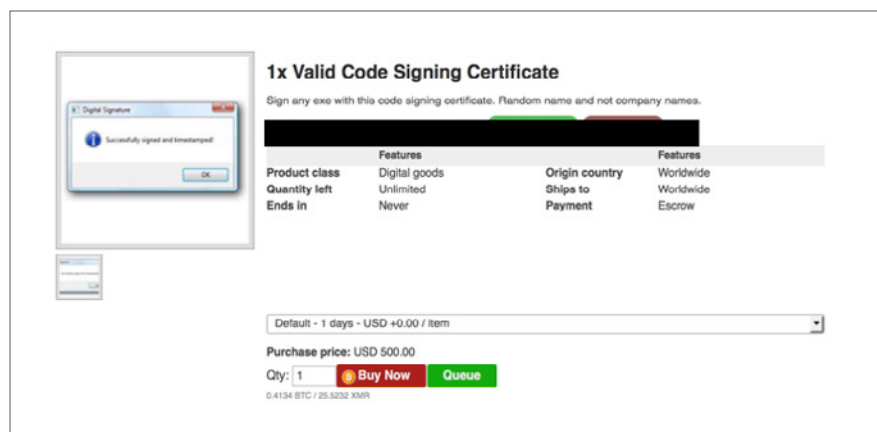 1x Valid Code Signing Certificate
Sign any exe with this code signing certificate. Random name and not company names.
Digital Signature
Successfully signed and timestamped!
OK
Features Features
Product class Digital goods Origin country Worldwide
Quantity left Unlimited Ships to Worldwide
Ends in Never Payment Escrow
Default - 1 days - USD +0.00 / item
Purchase price: USD 500.00
Qty: 1 Buy Now Queue
0.4134 BTC / 25.5232 XMR